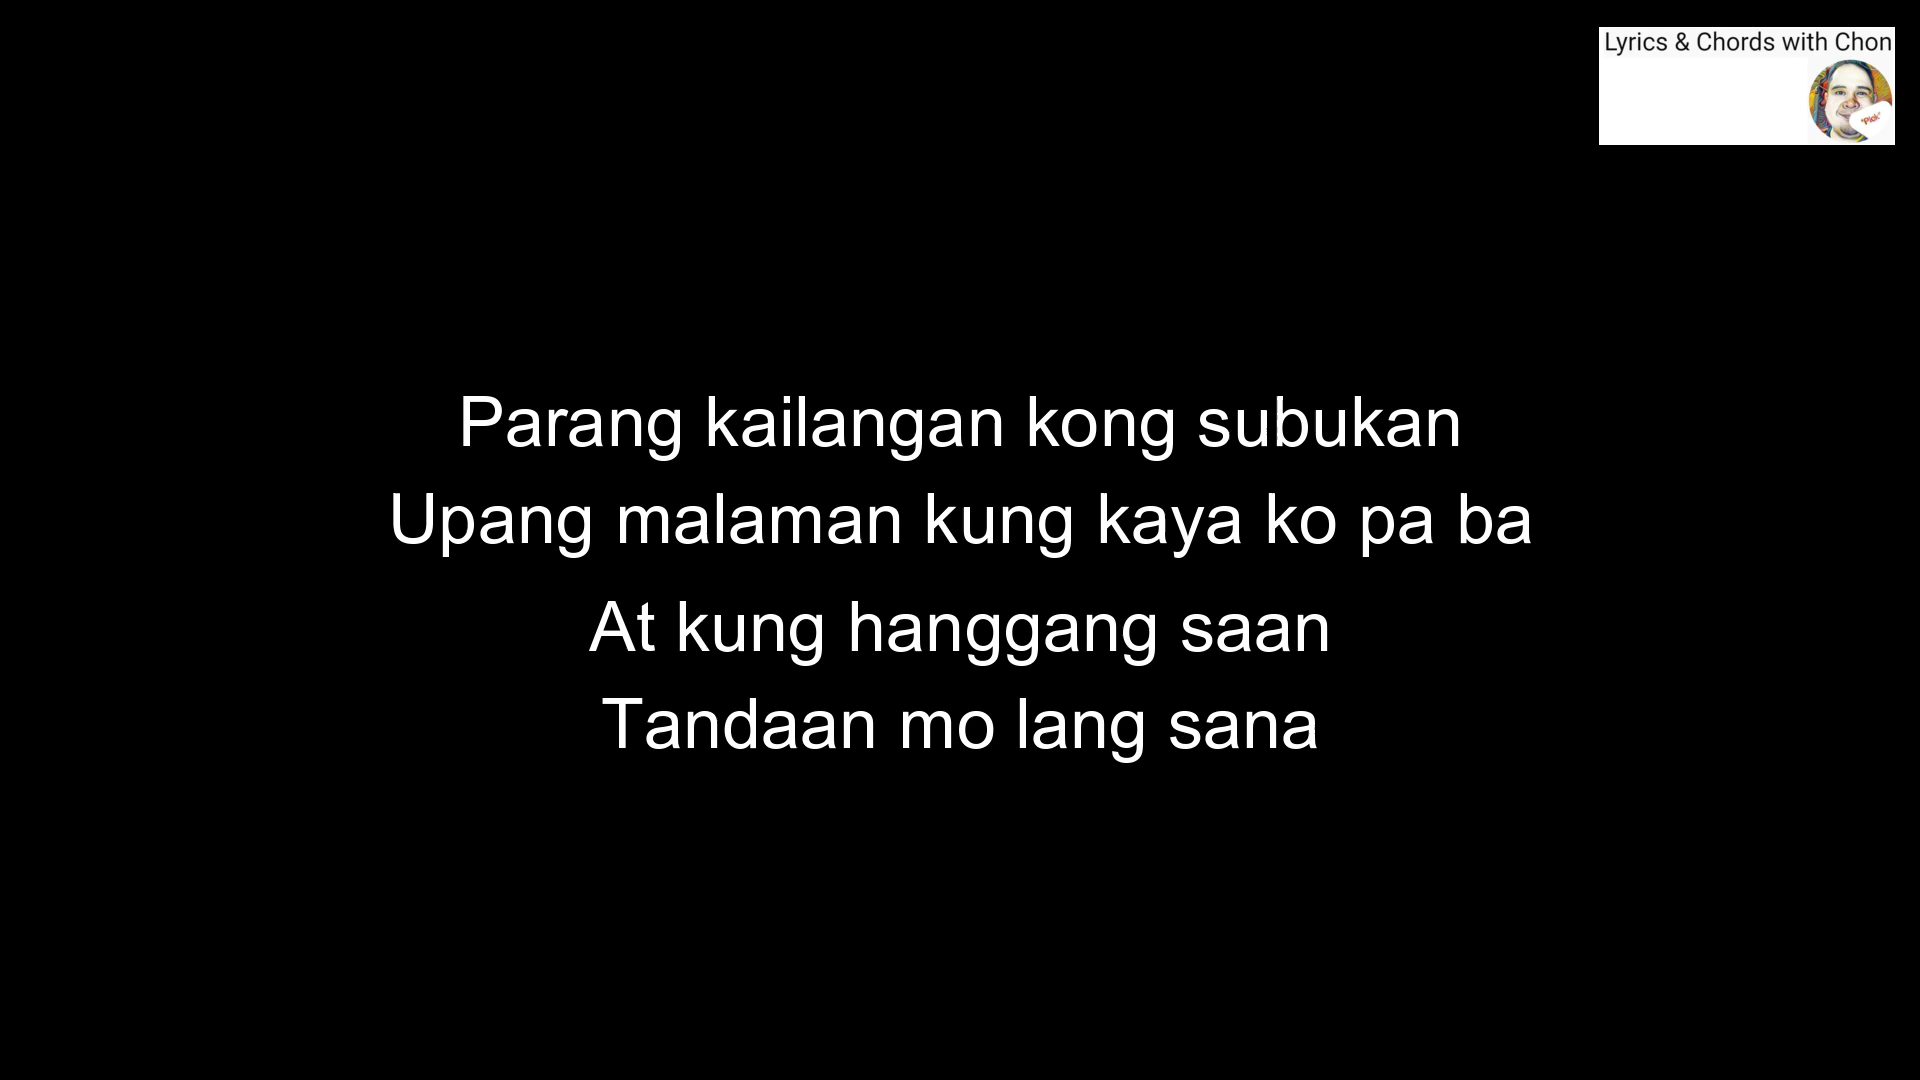 Lyrics & Chords with Chon
"Pick"
Parang kailangan kong subukan
Upang malaman kung kaya ko pa ba
At kung hanggang saan
Tandaan mo lang sana